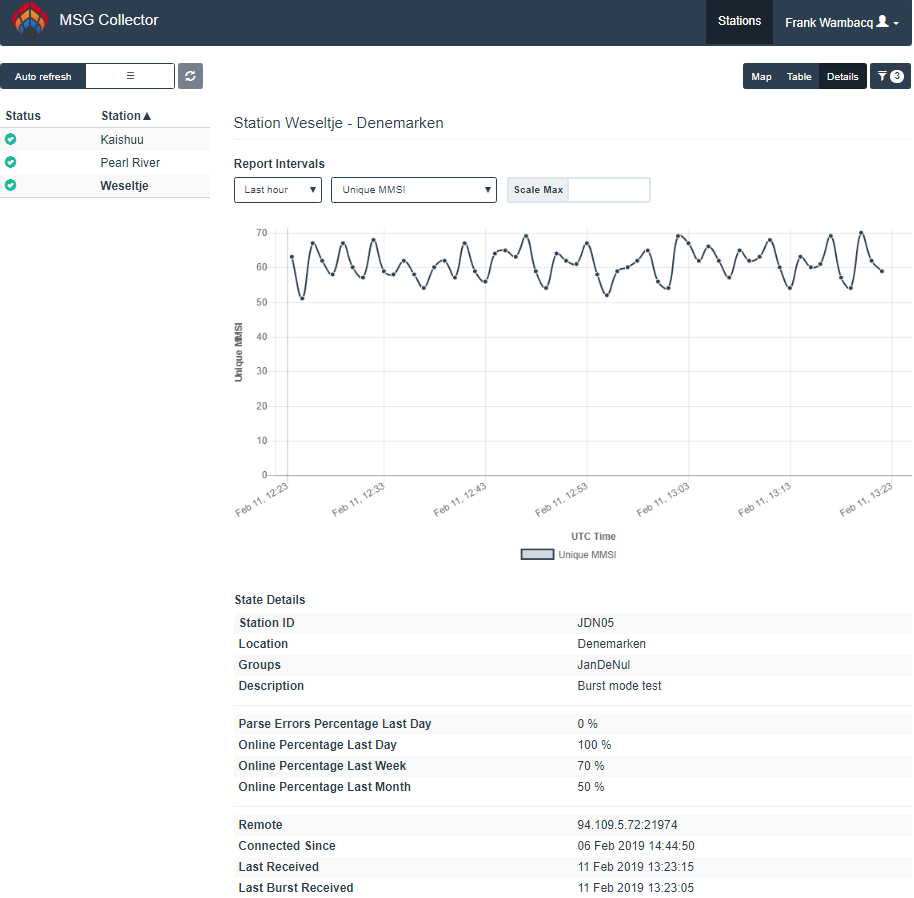 MSG Collector
Stations
Frank Wambacq
Auto refresh
Map Table Details 3
Status Station▲
Kaishuu
Pearl River
Weseltje
Station Weseltje - Denemarken
Report Intervals
Last hour ▼ Unique MMSI ▼ Scale Max
70
60
50
40
30
20
10
0
Unique MMSI
Feb 11, 12:23 Feb 11, 12:33 Feb 11, 12:43 Feb 11, 12:53 Feb 11, 13:03 Feb 11, 13:13 Feb 11, 13:23
UTC Time
Unique MMSI
State Details
Station ID JDN05
Location Denemarken
Groups JanDeNul
Description Burst mode test
Parse Errors Percentage Last Day 0 %
Online Percentage Last Day 100 %
Online Percentage Last Week 70 %
Online Percentage Last Month 50 %
Remote 94.109.5.72:21974
Connected Since 06 Feb 2019 14:44:50
Last Received 11 Feb 2019 13:23:15
Last Burst Received 11 Feb 2019 13:23:05